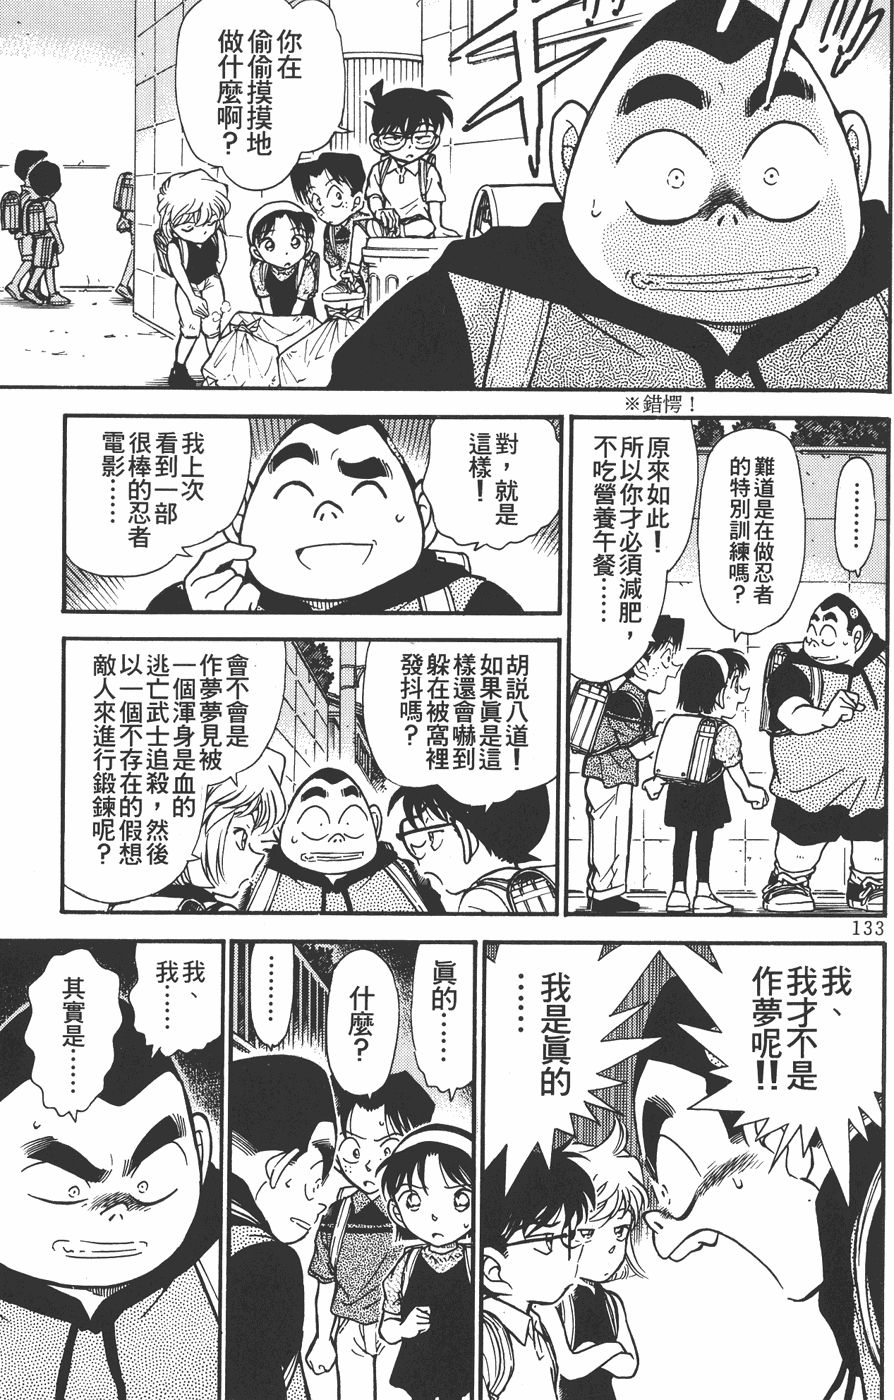 你在
偷偷摸摸地
做什麼啊？
※錯愕！
………
難道是在做忍者
的特別訓練嗎？
原來如此！
所以你才必須減肥，
不吃營養午餐……
對，就是
這樣！
我上次
看到一部
很棒的忍者
電影……
胡說八道！
如果眞是這
樣還會嚇到
躲在被窩裡
發抖嗎？
會不會是
作夢夢見被
一個渾身是血的
逃亡武士追殺，然後
以一個不存在的假想
敵人來進行鍛鍊呢？
133
我、
我才不是
作夢呢!!
我是眞的
……
眞的……
什麼？
………
我、
我……
其實是……